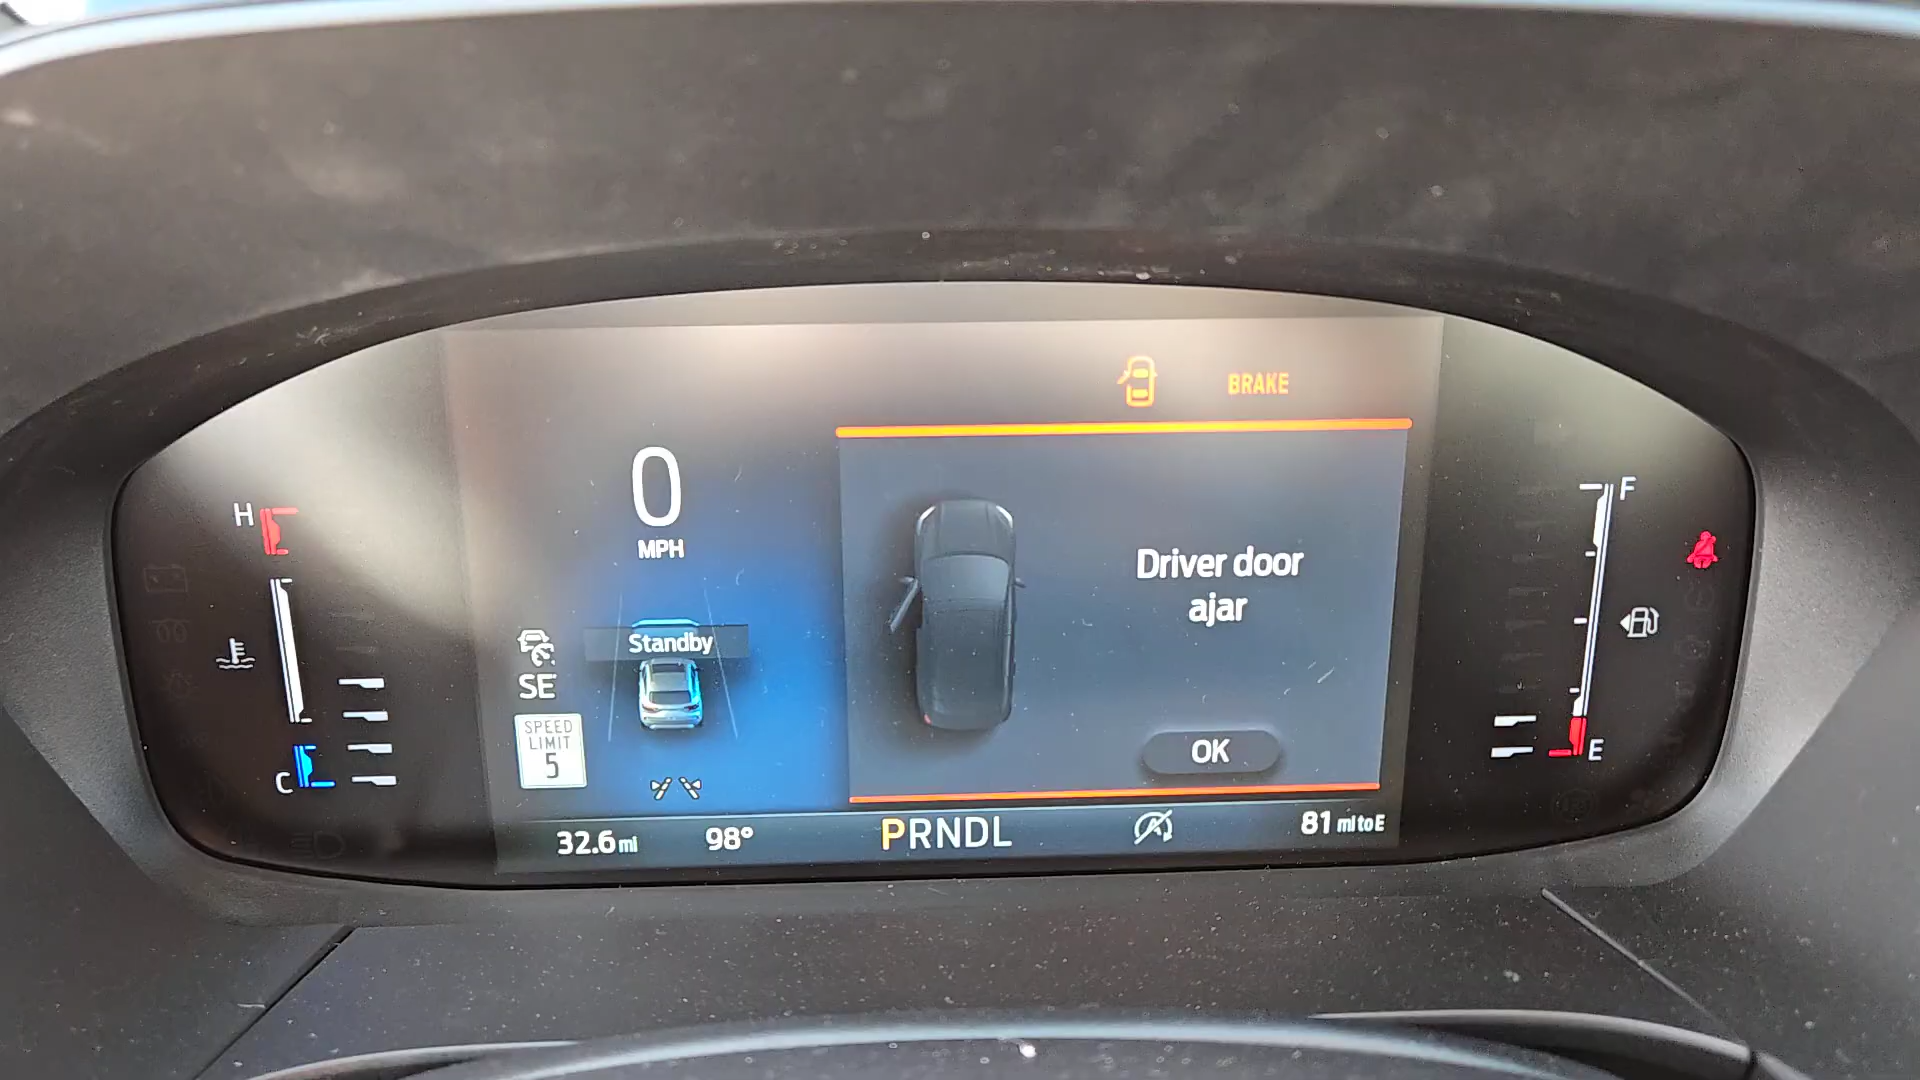 BRAKE
0
MPH
H
F
Driver door
ajar
Standby
SE
SPEED
LIMIT
5
OK
C
E
32.6 mi
98°
PRNDL
81 mi to E